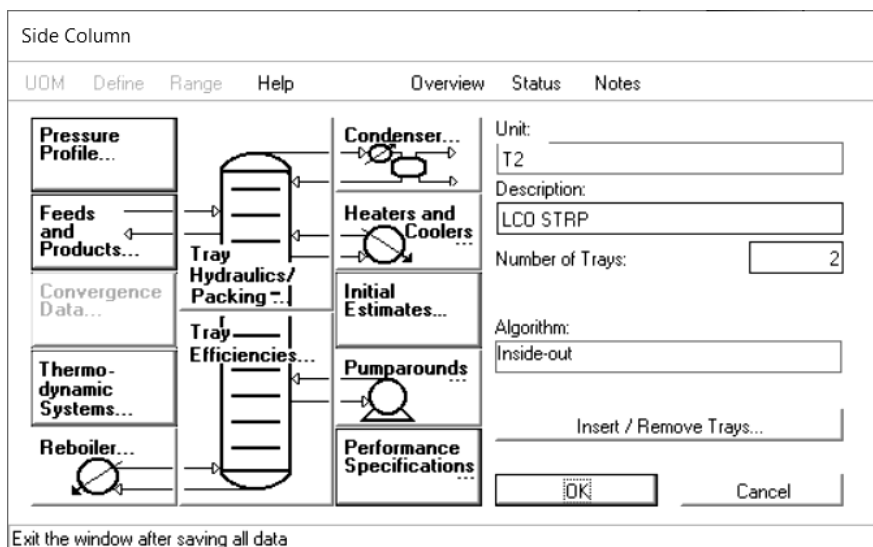 Side Column
UOM Define Range Help Overview Status Notes
Pressure
Profile...
Feeds
and
Products...
Convergence
Data...
Thermo-
dynamic
Systems...
Reboiler...
Tray
Hydraulics/
Packing ...
Tray
Efficiencies...
Condenser...
Heaters and
Coolers
...
Initial
Estimates...
Pumparounds
...
Performance
Specifications
...
Unit:
T2
Description:
LCO STRP
Number of Trays: 2
Algorithm:
Inside-out
Insert / Remove Trays...
OK Cancel
Exit the window after saving all data